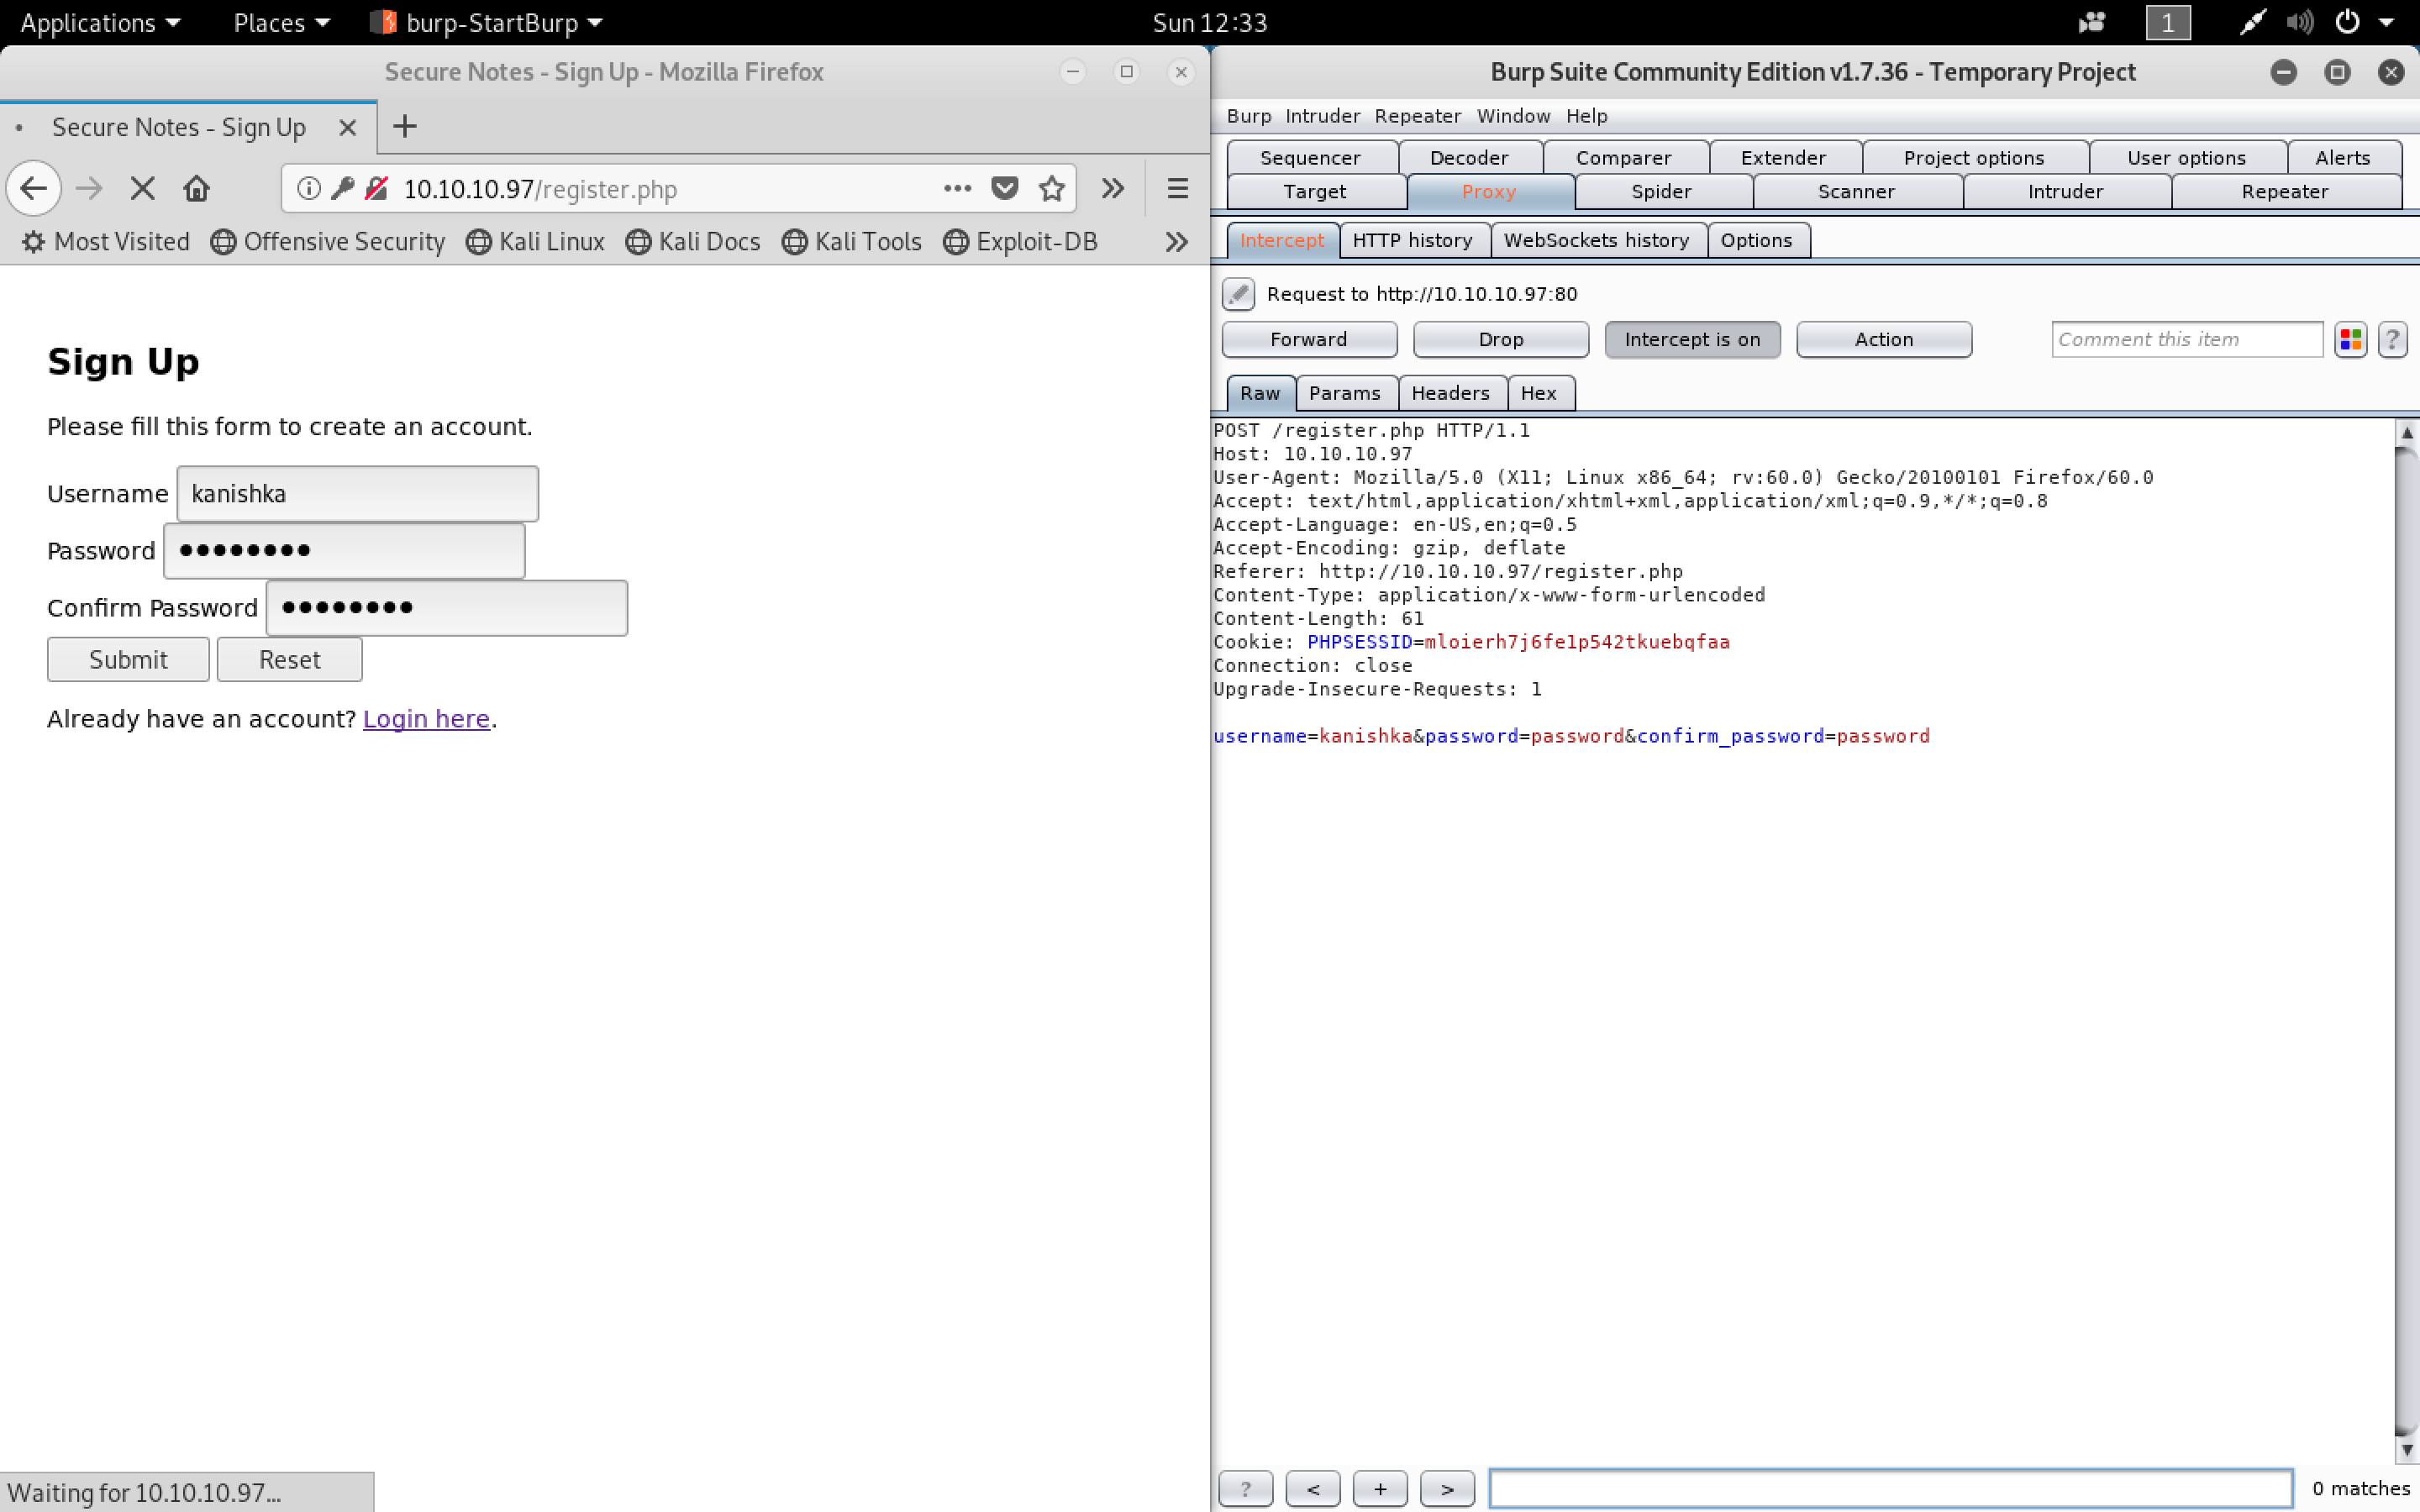 Applications Places burp-StartBurp Sun 12:33 1
Secure Notes - Sign Up - Mozilla Firefox
Secure Notes - Sign Up
10.10.10.97/register.php
Most Visited Offensive Security Kali Linux Kali Docs Kali Tools Exploit-DB
Sign Up
Please fill this form to create an account.
Username kanishka
Password ••••••••
Confirm Password ••••••••
Submit Reset
Already have an account? Login here.
Waiting for 10.10.10.97...
Burp Suite Community Edition v1.7.36 - Temporary Project
Burp Intruder Repeater Window Help
Sequencer Decoder Comparer Extender Project options User options Alerts
Target Proxy Spider Scanner Intruder Repeater
Intercept HTTP history WebSockets history Options
Request to http://10.10.10.97:80
Forward Drop Intercept is on Action Comment this item ?
Raw Params Headers Hex
POST /register.php HTTP/1.1
Host: 10.10.10.97
User-Agent: Mozilla/5.0 (X11; Linux x86_64; rv:60.0) Gecko/20100101 Firefox/60.0
Accept: text/html,application/xhtml+xml,application/xml;q=0.9,*/*;q=0.8
Accept-Language: en-US,en;q=0.5
Accept-Encoding: gzip, deflate
Referer: http://10.10.10.97/register.php
Content-Type: application/x-www-form-urlencoded
Content-Length: 61
Cookie: PHPSESSID=mloierh7j6fe1p542tkuebqfaa
Connection: close
Upgrade-Insecure-Requests: 1
username=kanishka&password=password&confirm_password=password
? < + > 0 matches